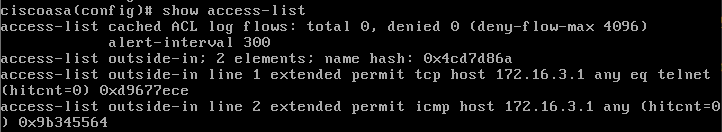 ciscoasa(config)# show access-list
access-list cached ACL log flows: total 0, denied 0 (deny-flow-max 4096)
alert-interval 300
access-list outside-in; 2 elements; name hash: 0x4cd7d86a
access-list outside-in line 1 extended permit tcp host 172.16.3.1 any eq telnet
(hitcnt=0) 0xd9677ece
access-list outside-in line 2 extended permit icmp host 172.16.3.1 any (hitcnt=0
) 0x9b345564